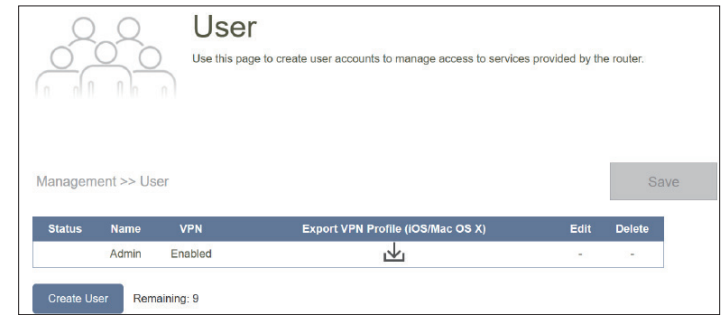 User
Use this page to create user accounts to manage access to services provided by the router.
Management >> User
Save
Status Name VPN Export VPN Profile (iOS/Mac OS X) Edit Delete
Admin Enabled - -
Create User Remaining: 9